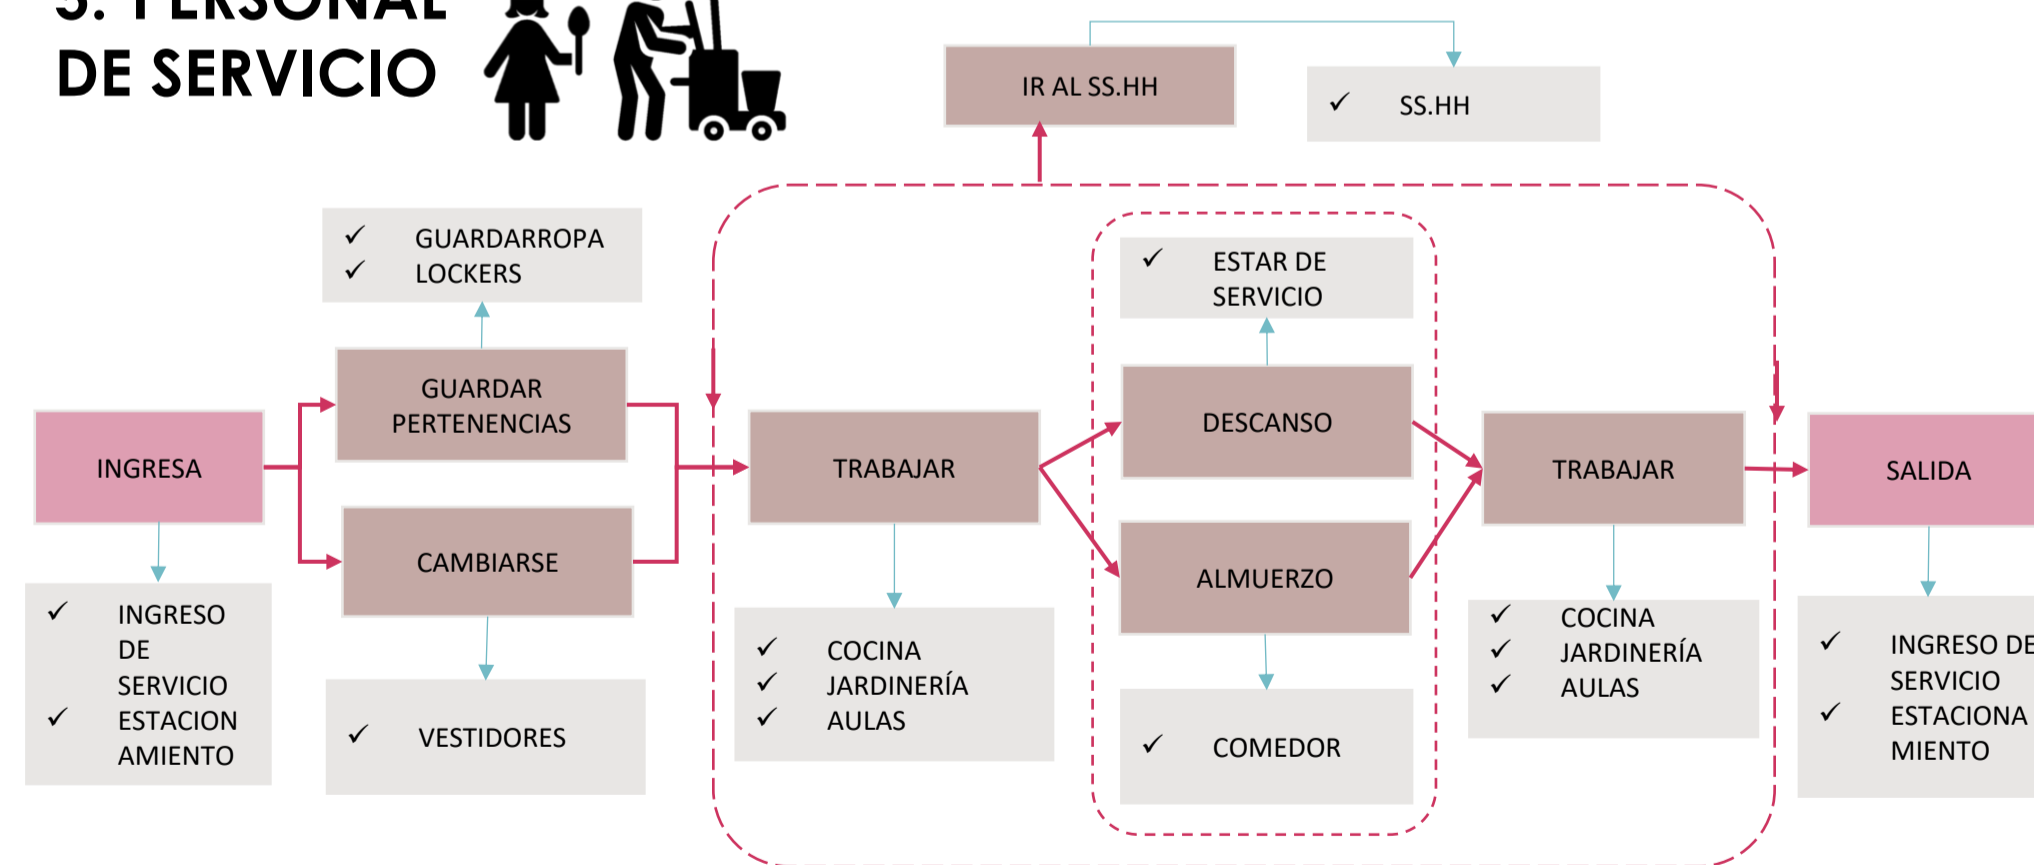 5. PERSONAL
DE SERVICIO
IR AL SS.HH
✓ SS.HH
✓ GUARDARROPA
✓ LOCKERS
GUARDAR
PERTENENCIAS
INGRESA
CAMBIARSE
✓ INGRESO
DE
SERVICIO
✓ ESTACION
AMIENTO
✓ VESTIDORES
TRABAJAR
✓ COCINA
✓ JARDINERÍA
✓ AULAS
✓ ESTAR DE
SERVICIO
DESCANSO
ALMUERZO
✓ COMEDOR
TRABAJAR
✓ COCINA
✓ JARDINERÍA
✓ AULAS
SALIDA
✓ INGRESO DE
SERVICIO
✓ ESTACIONA
MIENTO